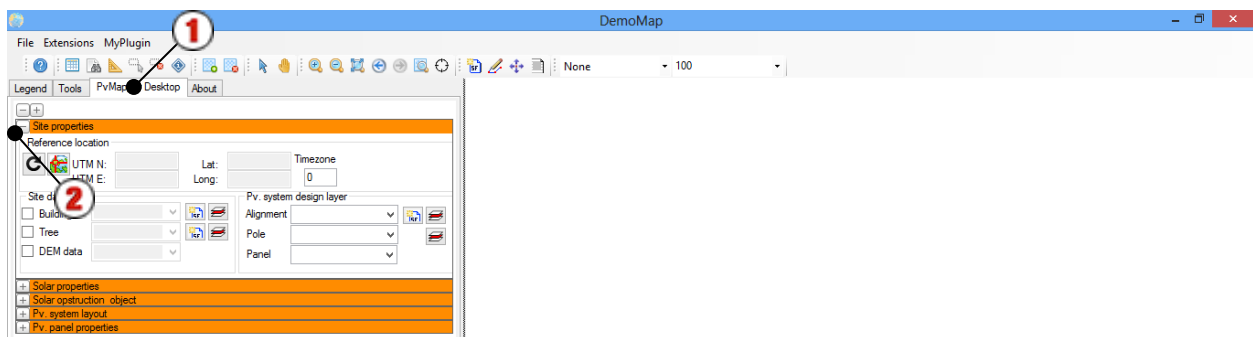 DemoMap
1
File Extensions MyPlugin
None 100
Legend Tools PvMap Desktop About
Site properties
Reference location
UTM N: Lat: Timezone
UTM E: Long: 0
2
Site d Pv. system design layer
Building Alignment
Tree Pole
DEM data Panel
Solar properties
Solar opstruction object
Pv. system layout
Pv. panel properties